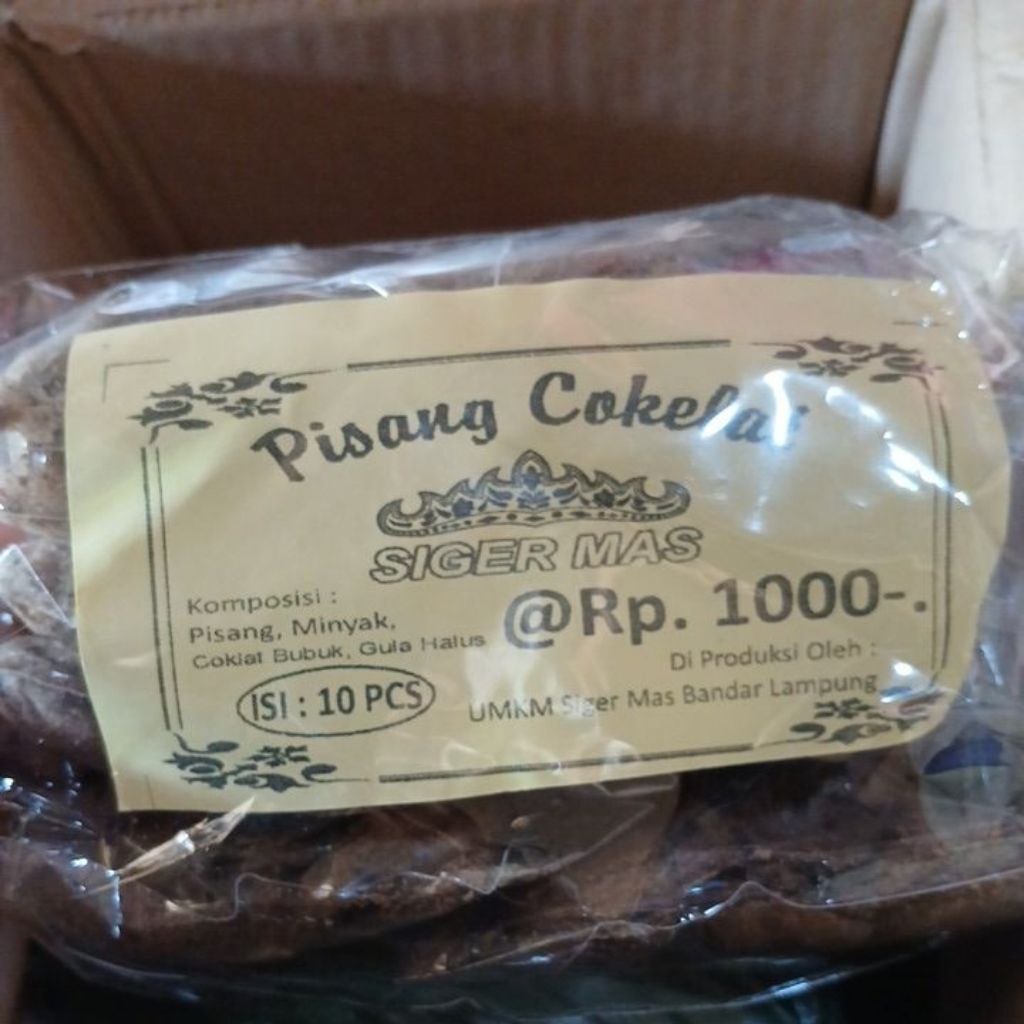 Pisang Cokelat
SIGER MAS
Komposisi :
Pisang, Minyak,
Coklat Bubuk, Gula Halus
@Rp. 1000-.
ISI : 10 PCS
Di Produksi Oleh :
UMKM Siger Mas Bandar Lampung